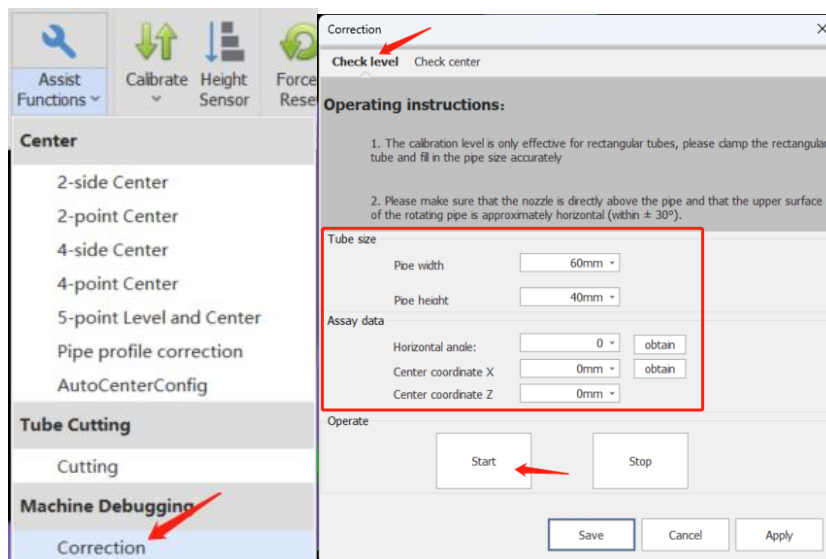 Assist
Functions
Calibrate
Height
Sensor
Force
Rese
Center
2-side Center
2-point Center
4-side Center
4-point Center
5-point Level and Center
Pipe profile correction
AutoCenterConfig
Tube Cutting
Cutting
Machine Debugging
Correction
Correction
Check level Check center
Operating instructions:
1. The calibration level is only effective for rectangular tubes, please clamp the rectangular
tube and fill in the pipe size accurately
2. Please make sure that the nozzle is directly above the pipe and that the upper surface
of the rotating pipe is approximately horizontal (within ± 30°).
Tube size
Pipe width 60mm
Pipe height 40mm
Assay data
Horizontal angle: 0 obtain
Center coordinate X 0mm obtain
Center coordinate Z 0mm
Operate
Start Stop
Save Cancel Apply